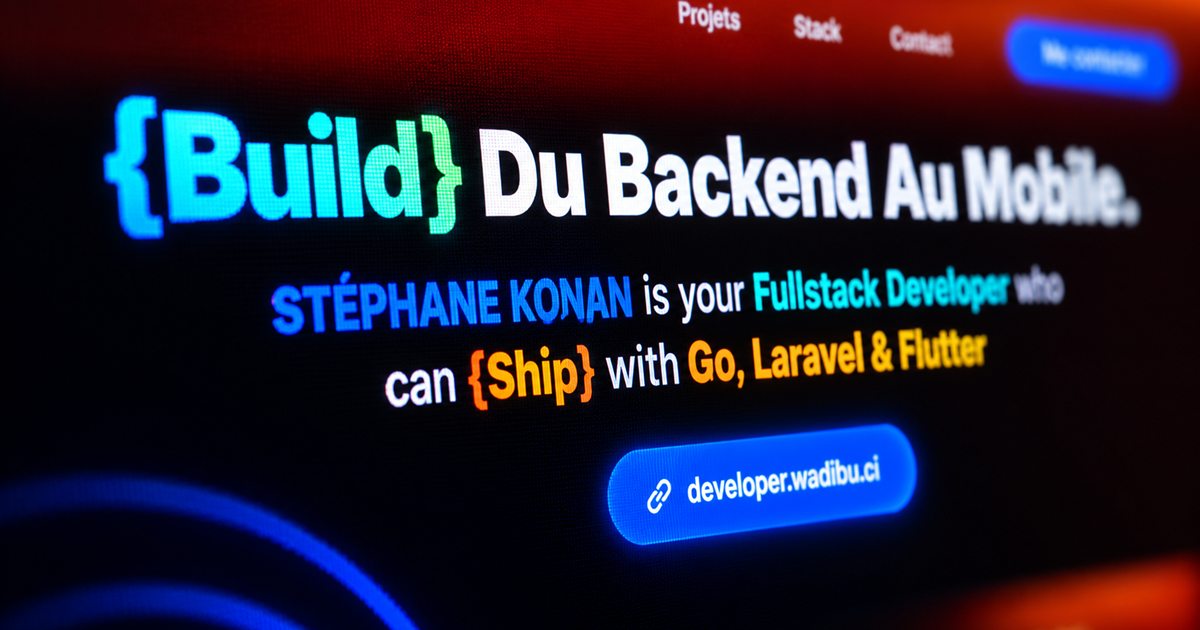 Projets
Stack
Contact
Me contacter
{Build} Du Backend Au Mobile.
STÉPHANE KONAN is your Fullstack Developer who
can {Ship} with Go, Laravel & Flutter
developer.wadibu.ci